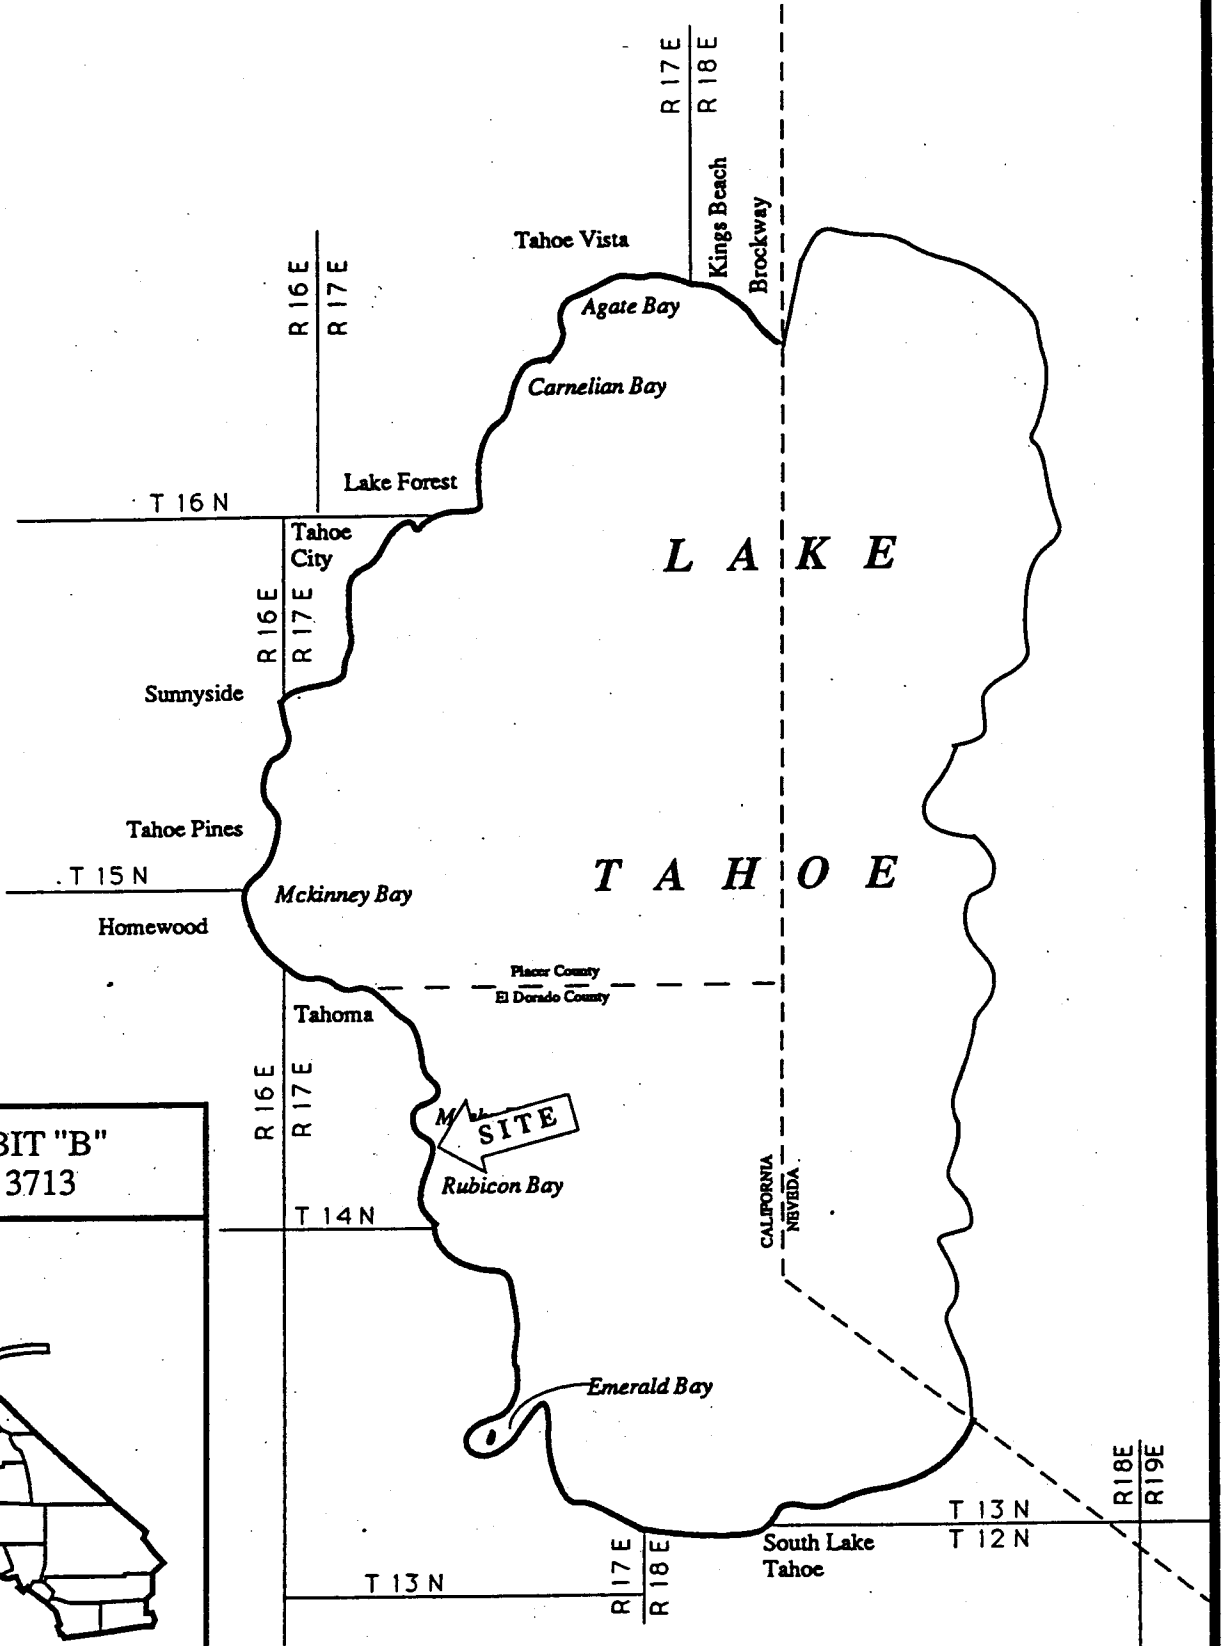 R 17 E
R 18 E
Kings Beach
Brockway
Tahoe Vista
R 16 E
R 17 E
Agate Bay
Carnelian Bay
Lake Forest
T 16 N
Tahoe
City
L A K E
R 16 E
R 17 E
Sunnyside
Tahoe Pines
T 15 N
Mckinney Bay
T A H O E
Homewood
Placer County
El Dorado County
Tahoma
R 16 E
R 17 E
SITE
BIT "B"
3713
Rubicon Bay
CALIFORNIA
NEVEDA
T 14 N
Emerald Bay
R18E
R19E
T 13 N
T 12 N
South Lake
Tahoe
R 17 E
R 18 E
T 13 N